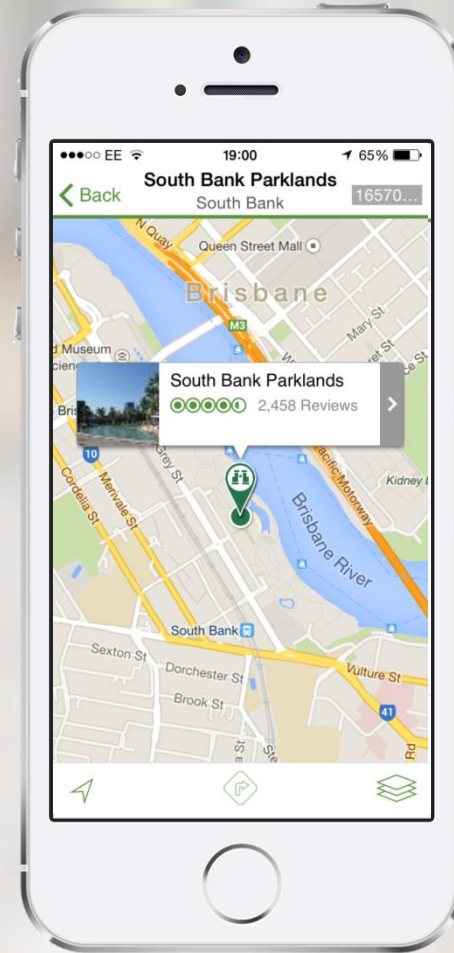 EE
19:00
65%
Back
South Bank Parklands
South Bank
16570...
N Quay
Queen Street Mall
Brisbane
M3
Mary St
Museum
South Bank Parklands
2,458 Reviews
10
Grey St
Pacific Motorway
Kidney
Cordelia St
Merivale St
Brisbane River
South Bank
Sexton St
Dorchester St
Vulture St
Brook St
41
Rd